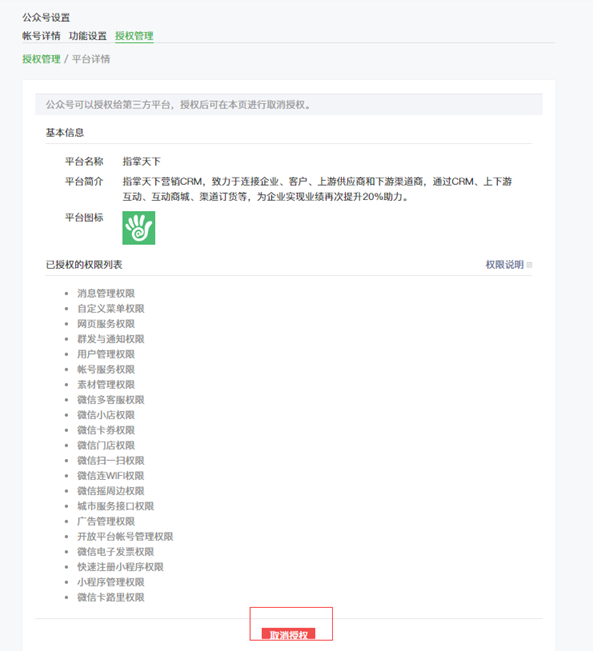 公众号设置
帐号详情 功能设置 授权管理
授权管理 / 平台详情
公众号可以授权给第三方平台，授权后可在本页进行取消授权。
基本信息
平台名称 指掌天下
平台简介 指掌天下营销CRM，致力于连接企业、客户、上游供应商和下游渠道商，通过CRM、上下游
互动、互动商城、渠道订货等，为企业实现业绩再次提升20%助力。
平台图标
已授权的权限列表 权限说明
• 消息管理权限
• 自定义菜单权限
• 网页服务权限
• 群发与通知权限
• 用户管理权限
• 帐号服务权限
• 素材管理权限
• 微信多客服权限
• 微信小店权限
• 微信卡券权限
• 微信门店权限
• 微信扫一扫权限
• 微信连WIFI权限
• 微信摇周边权限
• 城市服务接口权限
• 广告管理权限
• 开放平台帐号管理权限
• 微信电子发票权限
• 快速注册小程序权限
• 小程序管理权限
• 微信卡路里权限
取消授权